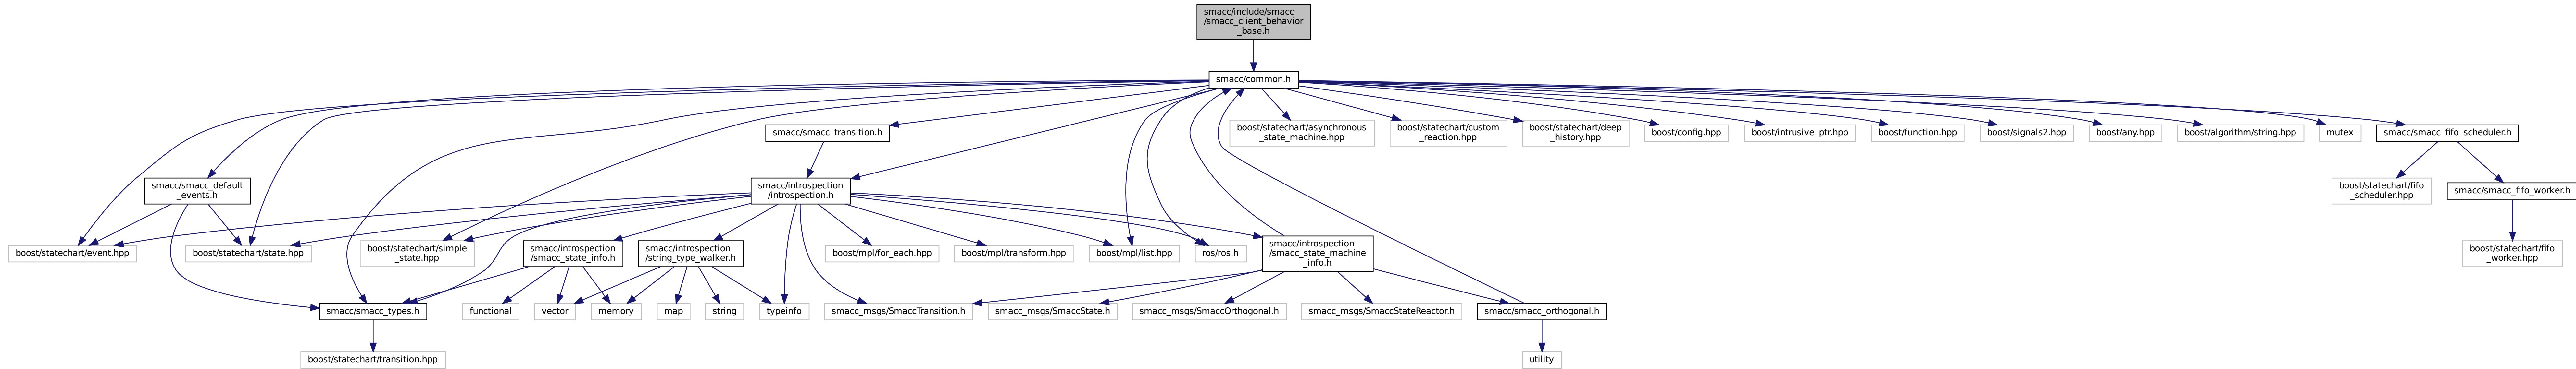 smacc/include/smacc
/smacc_client_behavior
_base.h
smacc/common.h
smacc/smacc_transition.h
boost/statechart/asynchronous
_state_machine.hpp
boost/statechart/custom
_reaction.hpp
boost/statechart/deep
_history.hpp
boost/config.hpp
boost/intrusive_ptr.hpp
boost/function.hpp
boost/signals2.hpp
boost/any.hpp
boost/algorithm/string.hpp
mutex
smacc/smacc_fifo_scheduler.h
smacc/smacc_default
_events.h
smacc/introspection
/introspection.h
boost/statechart/fifo
_scheduler.hpp
smacc/smacc_fifo_worker.h
boost/statechart/event.hpp
boost/statechart/state.hpp
boost/statechart/simple
_state.hpp
smacc/introspection
/smacc_state_info.h
smacc/introspection
/string_type_walker.h
boost/mpl/for_each.hpp
boost/mpl/transform.hpp
boost/mpl/list.hpp
ros/ros.h
smacc/introspection
/smacc_state_machine
_info.h
boost/statechart/fifo
_worker.hpp
smacc/smacc_types.h
functional
vector
memory
map
string
typeinfo
smacc_msgs/SmaccTransition.h
smacc_msgs/SmaccState.h
smacc_msgs/SmaccOrthogonal.h
smacc_msgs/SmaccStateReactor.h
smacc/smacc_orthogonal.h
boost/statechart/transition.hpp
utility